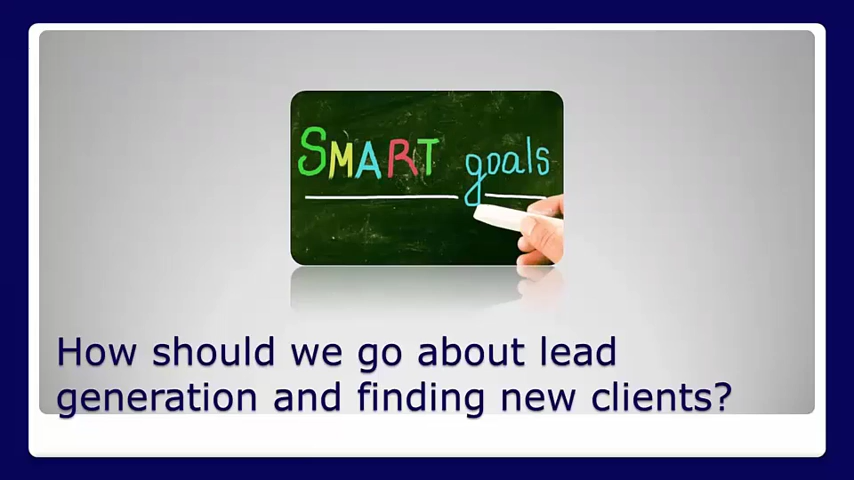 SMART goals
How should we go about lead
generation and finding new clients?